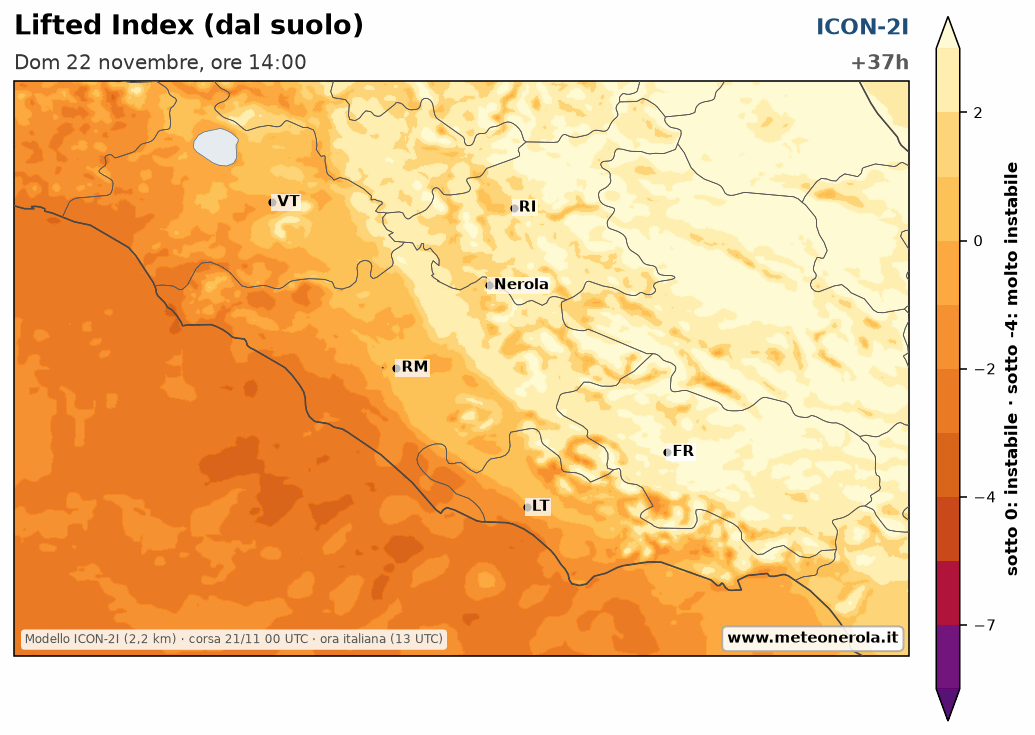 Lifted Index (dal suolo)
ICON-2I
Dom 22 novembre, ore 14:00
+37h
VT
RI
Nerola
RM
FR
LT
Modello ICON-2I (2,2 km) · corsa 21/11 00 UTC · ora italiana (13 UTC)
www.meteonerola.it
2
0
−2
−4
−7
sotto 0: instabile · sotto -4: molto instabile